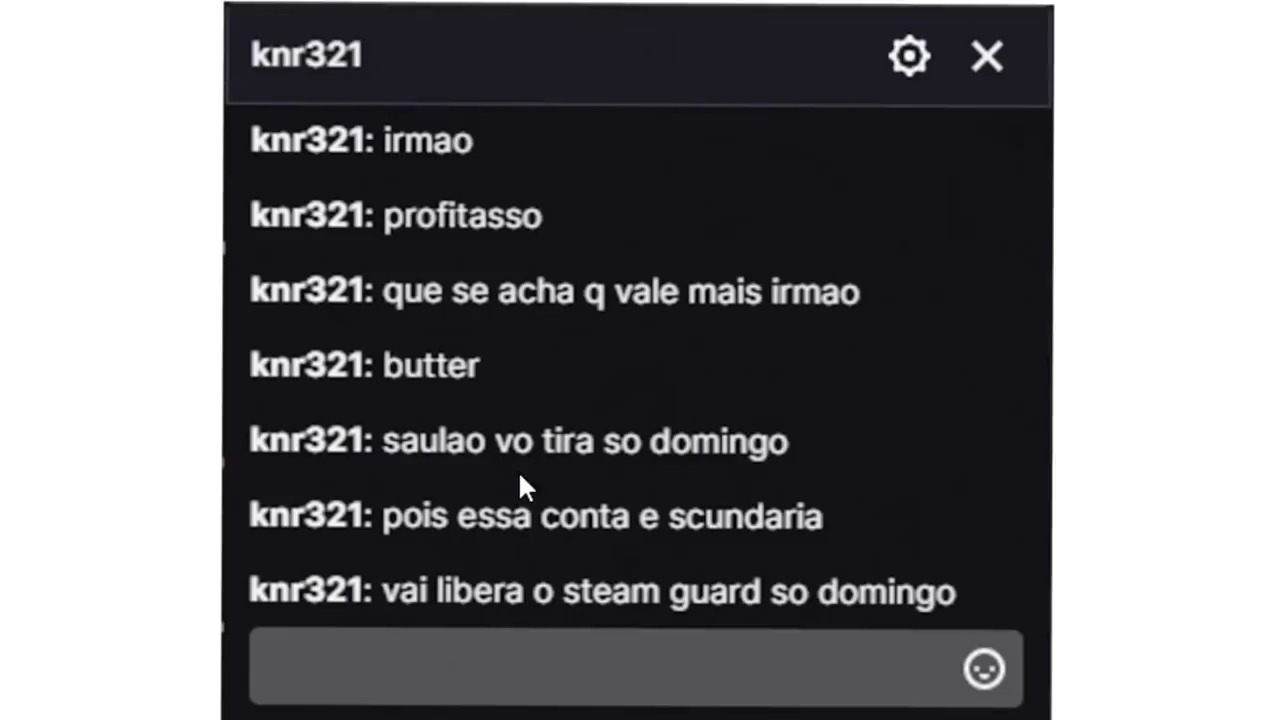 knr321
knr321: irmao
knr321: profitasso
knr321: que se acha q vale mais irmao
knr321: butter
knr321: saulao vo tira so domingo
knr321: pois essa conta e scundaria
knr321: vai libera o steam guard so domingo